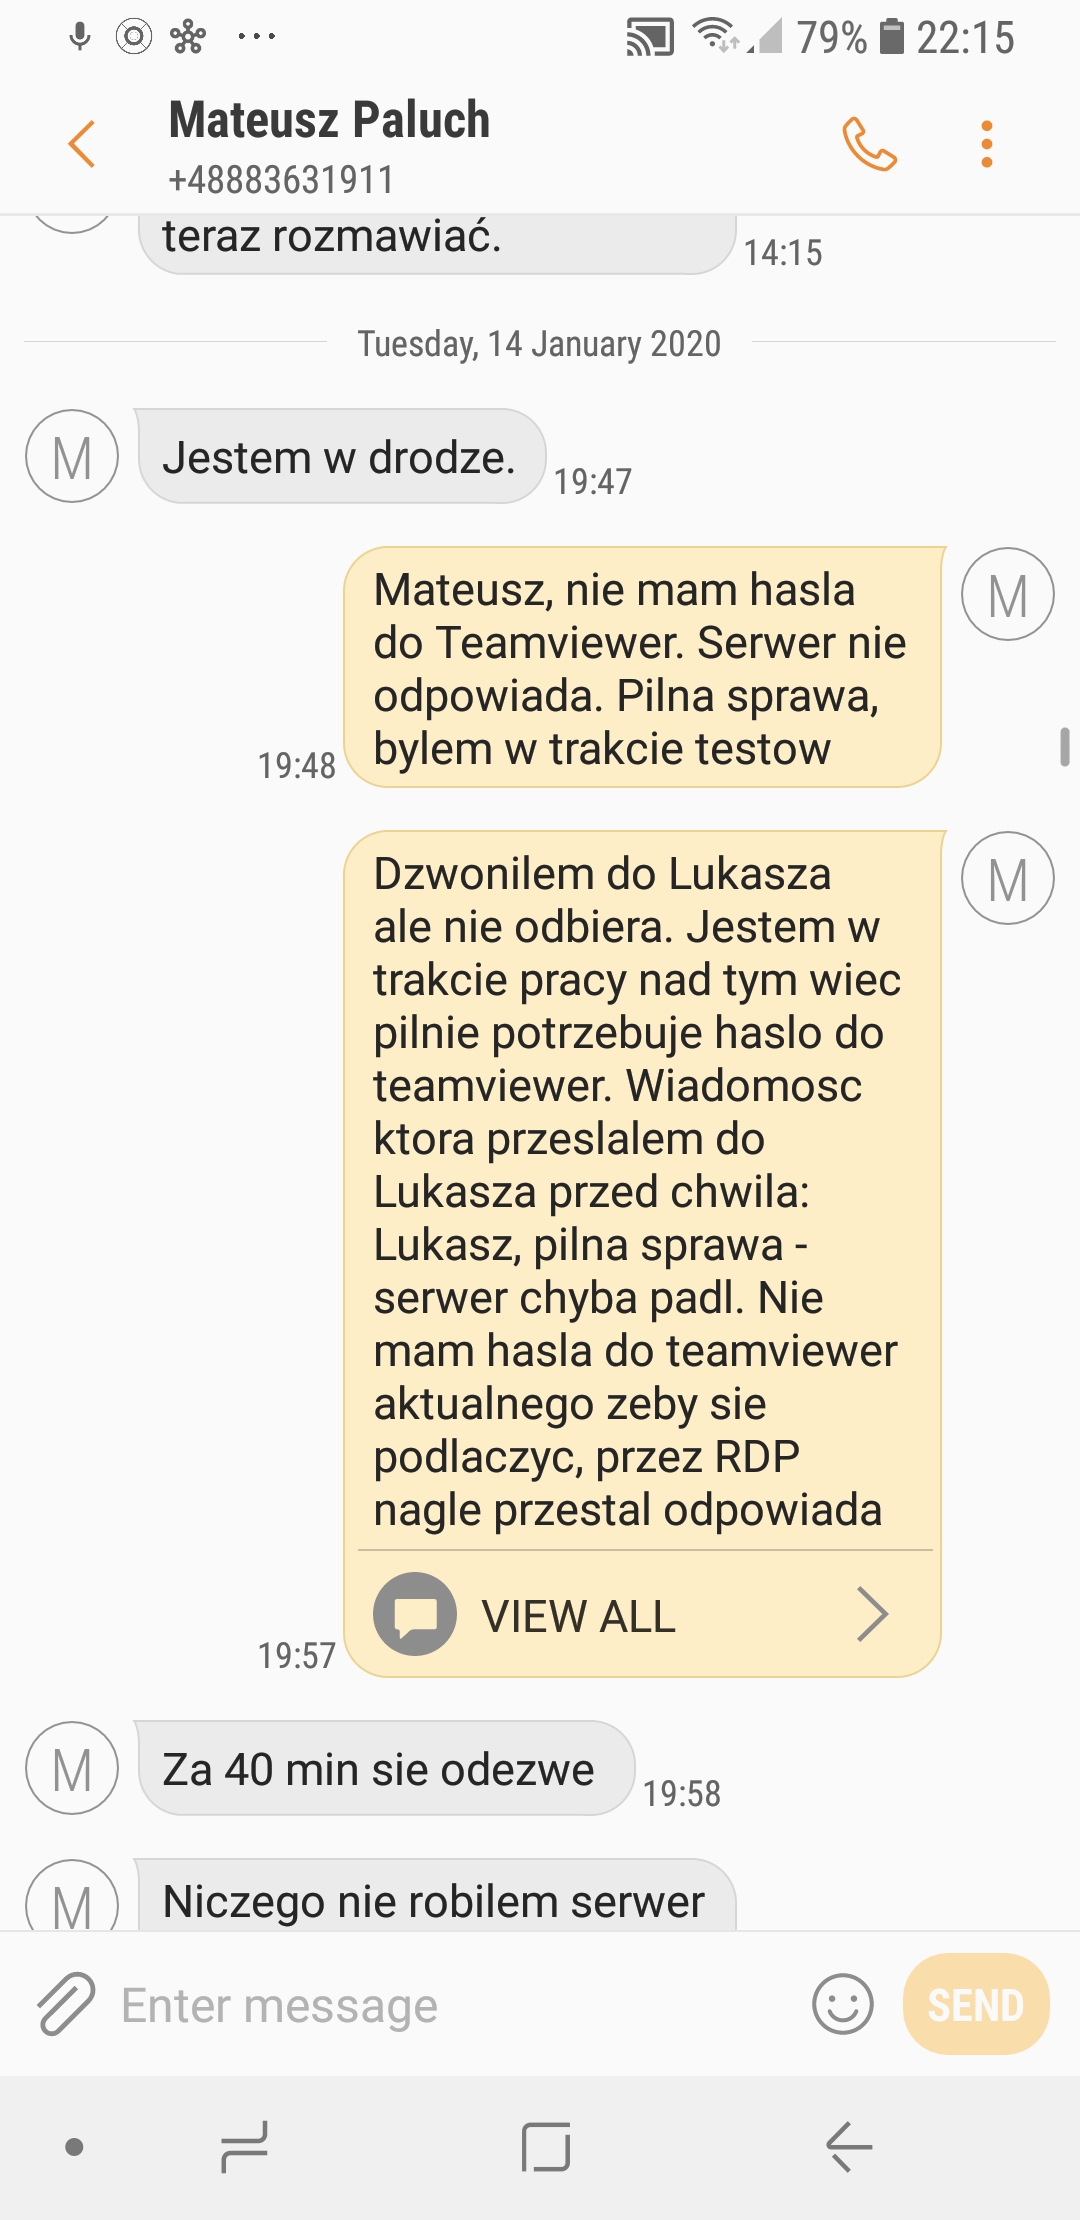 79% 22:15
Mateusz Paluch
+48883631911
teraz rozmawiać.
14:15
Tuesday, 14 January 2020
M
Jestem w drodze.
19:47
Mateusz, nie mam hasla
do Teamviewer. Serwer nie
odpowiada. Pilna sprawa,
bylem w trakcie testow
M
19:48
Dzwonilem do Lukasza
ale nie odbiera. Jestem w
trakcie pracy nad tym wiec
pilnie potrzebuje haslo do
teamviewer. Wiadomosc
ktora przeslalem do
Lukasza przed chwila:
Lukasz, pilna sprawa -
serwer chyba padl. Nie
mam hasla do teamviewer
aktualnego zeby sie
podlaczyc, przez RDP
nagle przestal odpowiada
M
VIEW ALL
19:57
M
Za 40 min sie odezwe
19:58
M
Niczego nie robilem serwer
Enter message
SEND